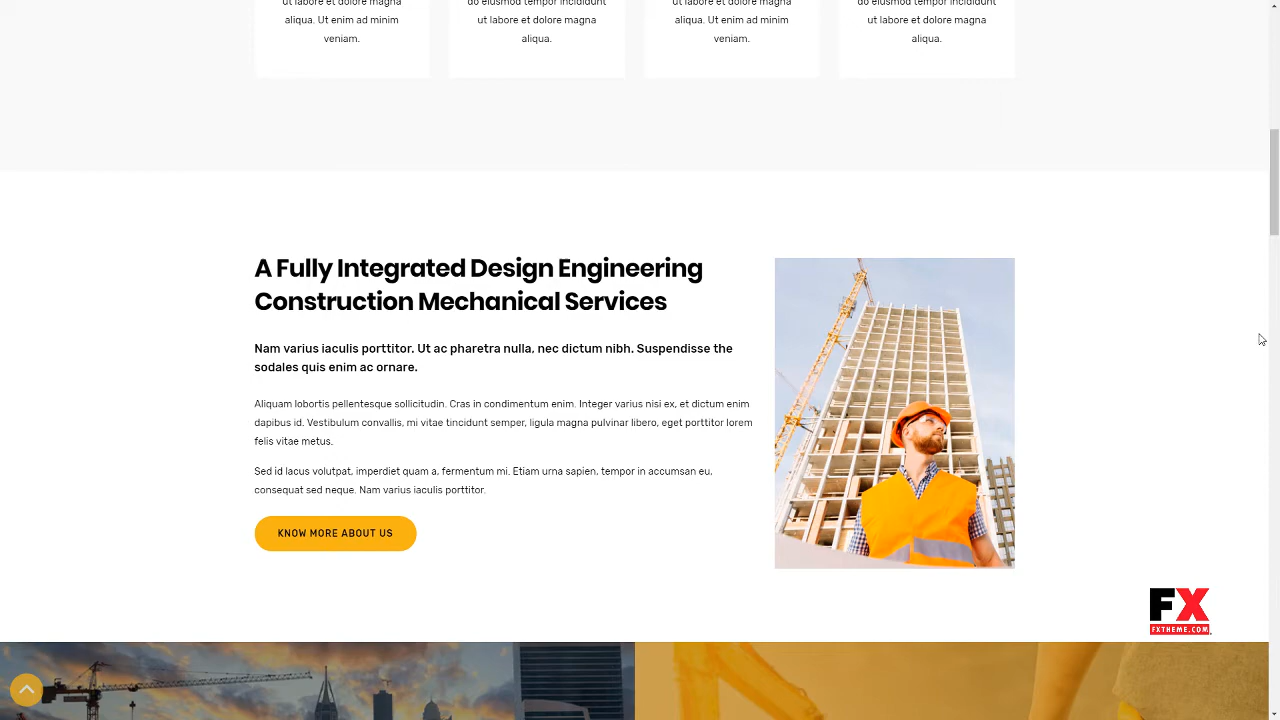 ut labore et dolore magna
aliqua. Ut enim ad minim
veniam.
do eiusmod tempor incididunt
ut labore et dolore magna
aliqua.
ut labore et dolore magna
aliqua. Ut enim ad minim
veniam.
do eiusmod tempor incididunt
ut labore et dolore magna
aliqua.
A Fully Integrated Design Engineering
Construction Mechanical Services
Nam varius iaculis porttitor. Ut ac pharetra nulla, nec dictum nibh. Suspendisse the
sodales quis enim ac ornare.
Aliquam lobortis pellentesque sollicitudin. Cras in condimentum enim. Integer varius nisi ex, et dictum enim
dapibus id. Vestibulum convallis, mi vitae tincidunt semper, ligula magna pulvinar libero, eget porttitor lorem
felis vitae metus.
Sed id lacus volutpat, imperdiet quam a, fermentum mi. Etiam urna sapien, tempor in accumsan eu,
consequat sed neque. Nam varius iaculis porttitor.
KNOW MORE ABOUT US
FX
FXTHEME.COM